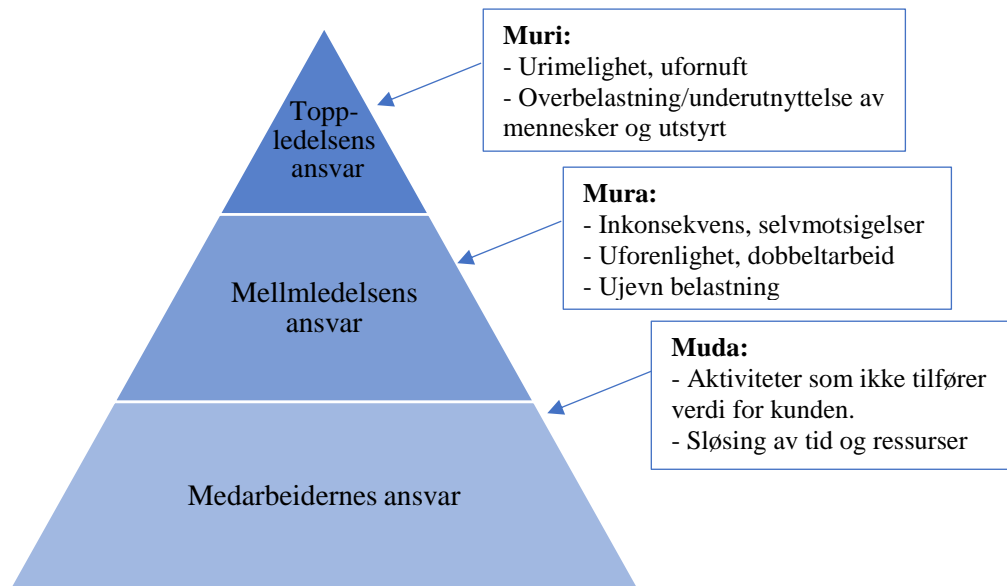 Topp-
ledelsens
ansvar
Muri:
- Urimelighet, ufornuft
- Overbelastning/underutnyttelse av
mennesker og utstyrt
Mellmledelsens
ansvar
Mura:
- Inkonsekvens, selvmotsigelser
- Uforenlighet, dobbeltarbeid
- Ujevn belastning
Medarbeidernes ansvar
Muda:
- Aktiviteter som ikke tilfører
verdi for kunden.
- Sløsing av tid og ressurser